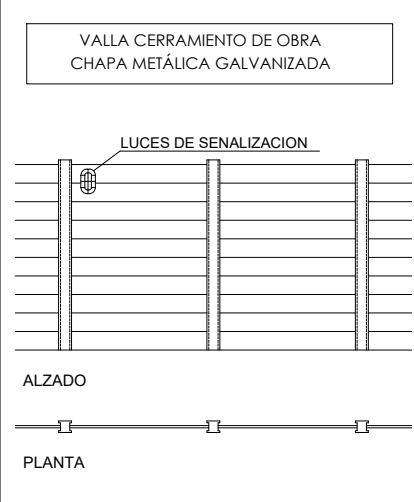 VALLA CERRAMIENTO DE OBRA
CHAPA METÁLICA GALVANIZADA
LUCES DE SENALIZACION
ALZADO
PLANTA